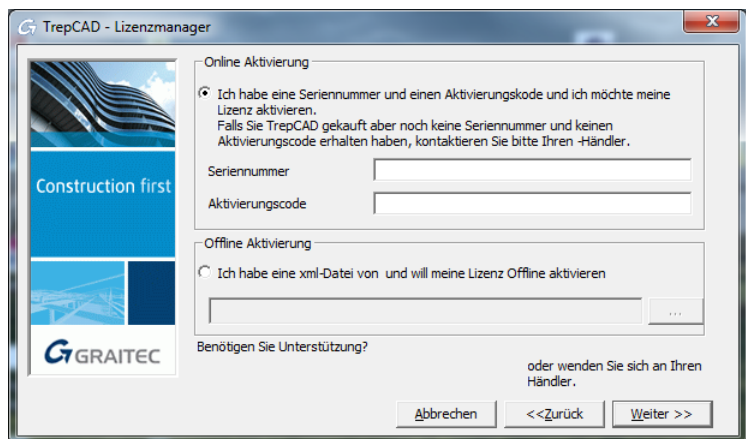 TrepCAD - Lizenzmanager
Online Aktivierung
Ich habe eine Seriennummer und einen Aktivierungskode und ich möchte meine
Lizenz aktivieren.
Falls Sie TrepCAD gekauft aber noch keine Seriennummer und keinen
Aktivierungscode erhalten haben, kontaktieren Sie bitte Ihren -Händler.
Seriennummer
Construction first
Aktivierungscode
Offline Aktivierung
Ich habe eine xml-Datei von und will meine Lizenz Offline aktivieren
...
GRAITEC
Benötigen Sie Unterstützung?
oder wenden Sie sich an Ihren
Händler.
Abbrechen
<<Zurück
Weiter >>